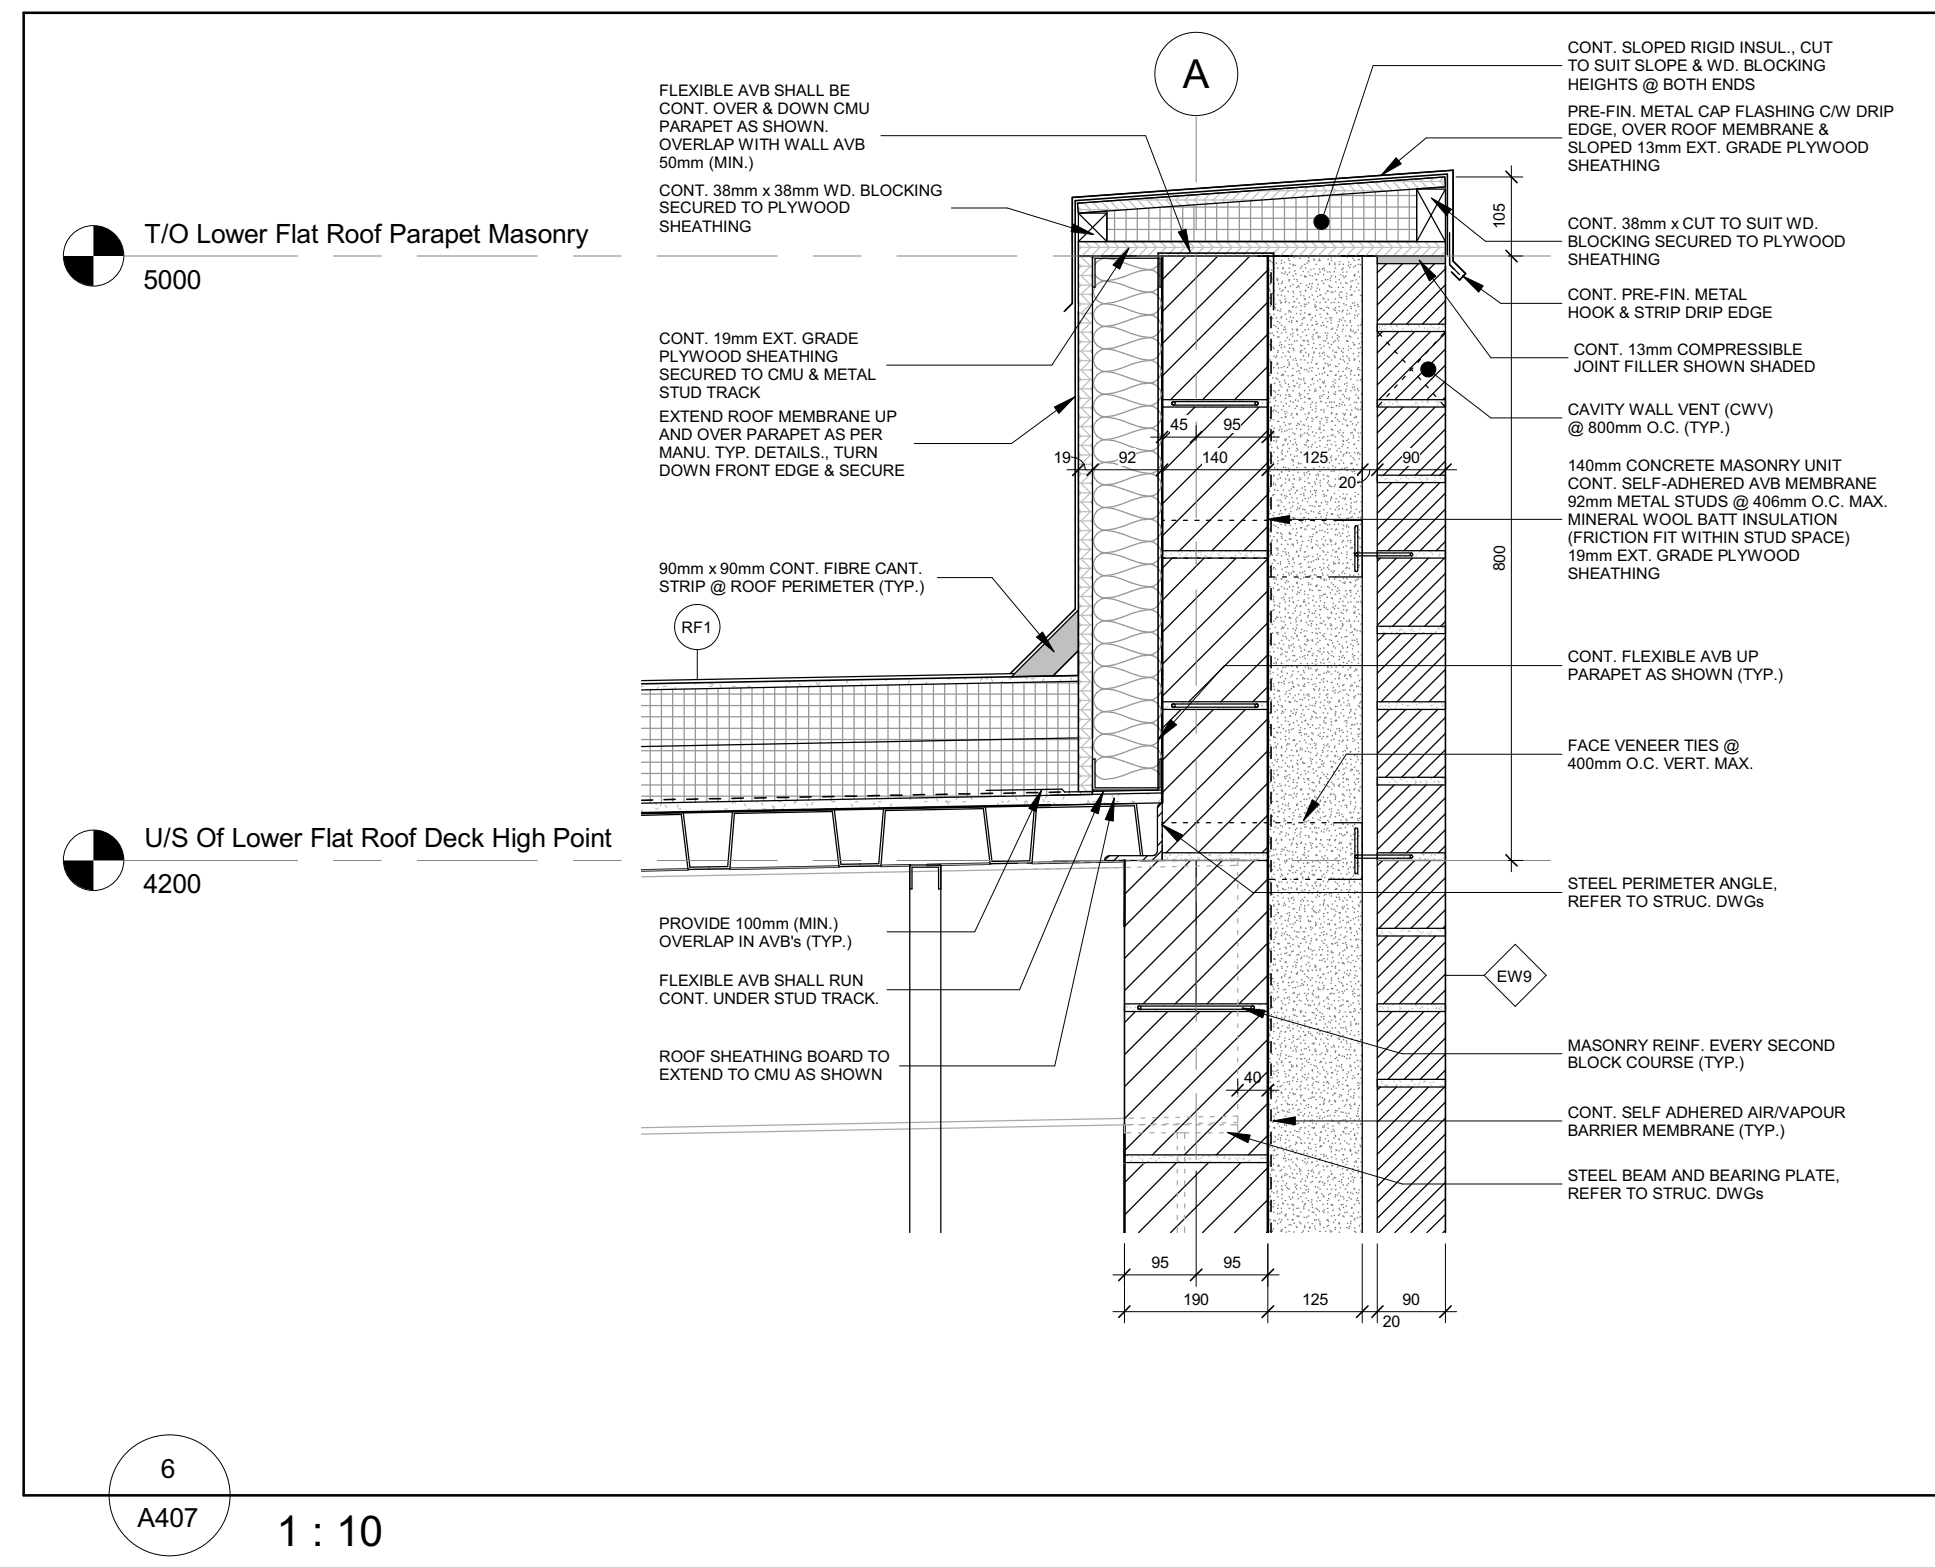 A
FLEXIBLE AVB SHALL BE
CONT. OVER & DOWN CMU
PARAPET AS SHOWN.
OVERLAP WITH WALL AVB
50mm (MIN.)
CONT. 38mm x 38mm WD. BLOCKING
SECURED TO PLYWOOD
SHEATHING
T/O Lower Flat Roof Parapet Masonry
5000
CONT. 19mm EXT. GRADE
PLYWOOD SHEATHING
SECURED TO CMU & METAL
STUD TRACK
EXTEND ROOF MEMBRANE UP
AND OVER PARAPET AS PER
MANU. TYP. DETAILS., TURN
DOWN FRONT EDGE & SECURE
90mm x 90mm CONT. FIBRE CANT.
STRIP @ ROOF PERIMETER (TYP.)
RF1
U/S Of Lower Flat Roof Deck High Point
4200
PROVIDE 100mm (MIN.)
OVERLAP IN AVB's (TYP.)
FLEXIBLE AVB SHALL RUN
CONT. UNDER STUD TRACK.
ROOF SHEATHING BOARD TO
EXTEND TO CMU AS SHOWN
45
95
19
92
140
125
20
90
40
95
95
190
125
90
20
105
800
CONT. SLOPED RIGID INSUL., CUT
TO SUIT SLOPE & WD. BLOCKING
HEIGHTS @ BOTH ENDS
PRE-FIN. METAL CAP FLASHING C/W DRIP
EDGE, OVER ROOF MEMBRANE &
SLOPED 13mm EXT. GRADE PLYWOOD
SHEATHING
CONT. 38mm x CUT TO SUIT WD.
BLOCKING SECURED TO PLYWOOD
SHEATHING
CONT. PRE-FIN. METAL
HOOK & STRIP DRIP EDGE
CONT. 13mm COMPRESSIBLE
JOINT FILLER SHOWN SHADED
CAVITY WALL VENT (CWV)
@ 800mm O.C. (TYP.)
140mm CONCRETE MASONRY UNIT
CONT. SELF-ADHERED AVB MEMBRANE
92mm METAL STUDS @ 406mm O.C. MAX.
MINERAL WOOL BATT INSULATION
(FRICTION FIT WITHIN STUD SPACE)
19mm EXT. GRADE PLYWOOD
SHEATHING
CONT. FLEXIBLE AVB UP
PARAPET AS SHOWN (TYP.)
FACE VENEER TIES @
400mm O.C. VERT. MAX.
STEEL PERIMETER ANGLE,
REFER TO STRUC. DWGs
EW9
MASONRY REINF. EVERY SECOND
BLOCK COURSE (TYP.)
CONT. SELF ADHERED AIR/VAPOUR
BARRIER MEMBRANE (TYP.)
STEEL BEAM AND BEARING PLATE,
REFER TO STRUC. DWGs
6
A407
1 : 10